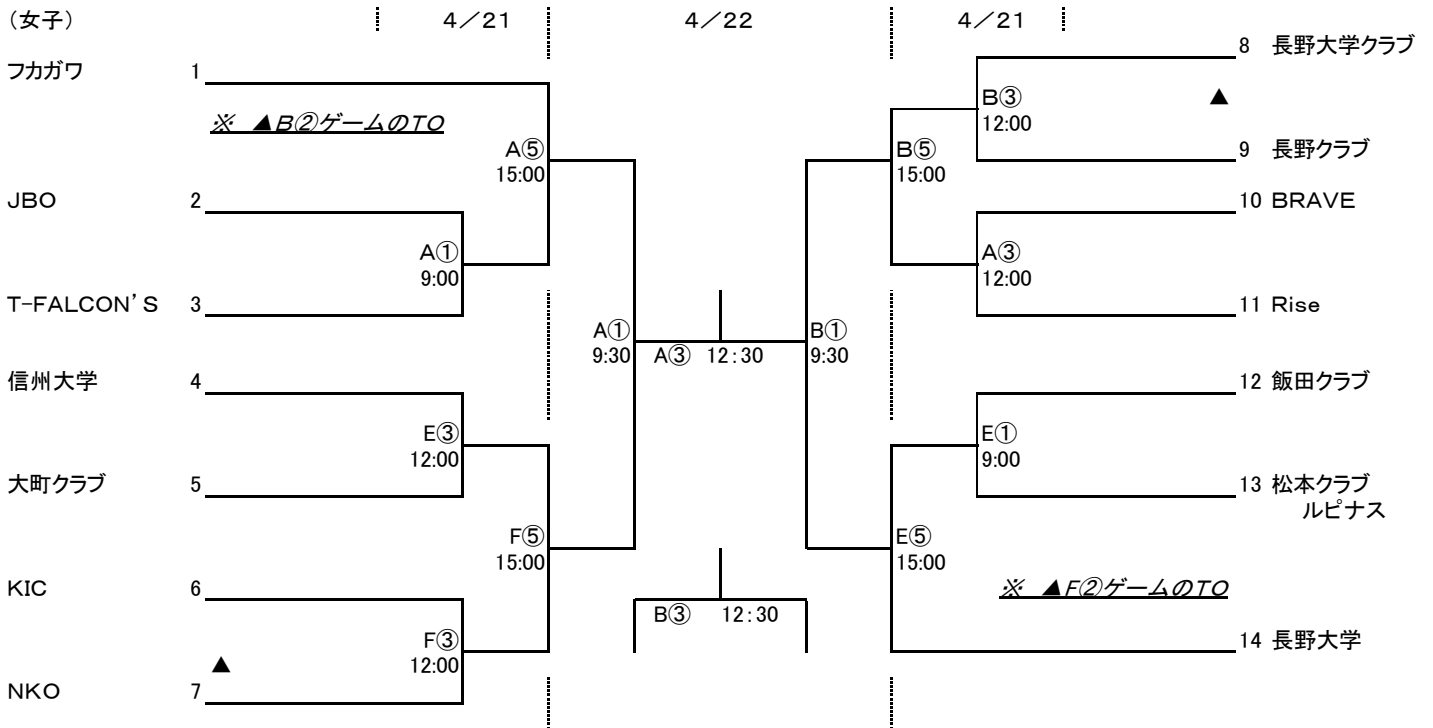 （女子）
4／21
4／22
4／21
8 長野大学クラブ
フカガワ 1
▲
B③
12:00
※ ▲B②ゲームのTO
A⑤
15:00
B⑤
15:00
9 長野クラブ
JBO 2
10 BRAVE
A①
9:00
A③
12:00
T-FALCON'S 3
11 Rise
A①
9:30
A③ 12:30
B①
9:30
信州大学 4
12 飯田クラブ
E③
12:00
E①
9:00
大町クラブ 5
13 松本クラブ
ルピナス
F⑤
15:00
E⑤
15:00
KIC 6
※ ▲F②ゲームのTO
B③ 12:30
F③
12:00
14 長野大学
▲
NKO 7